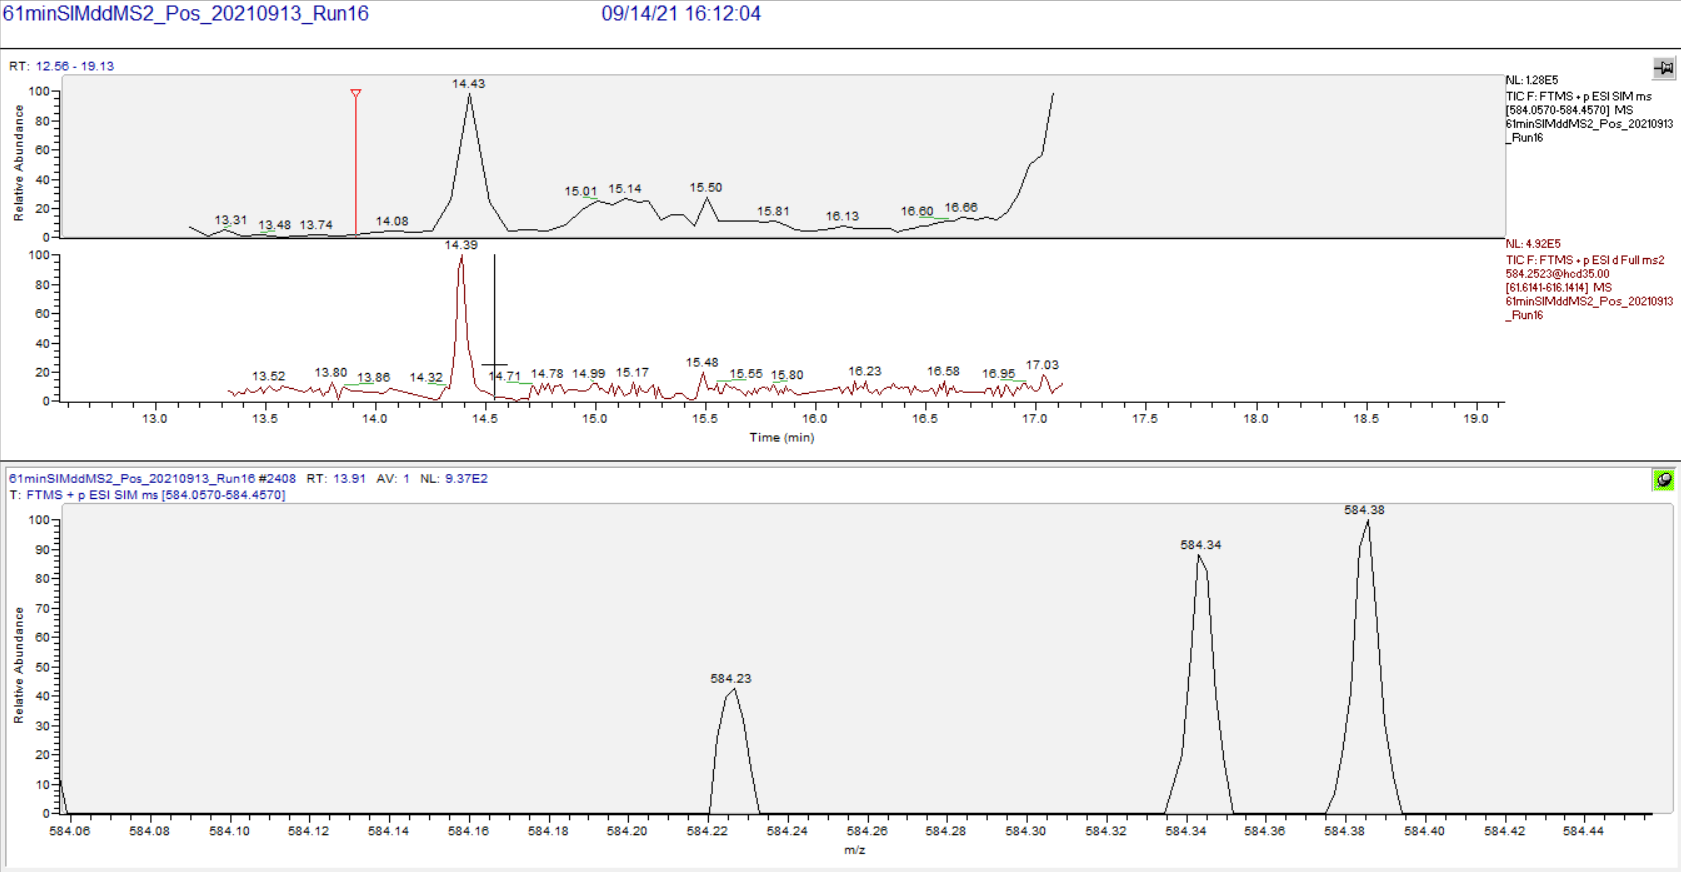 61minSIMddMS2_Pos_20210913_Run16 09/14/21 16:12:04
RT: 12.56 - 19.13
NL: 1.28E5
TIC F: FTMS + p ESI SIM ms
[584.0570-584.4570] MS
61minSIMddMS2_Pos_20210913
_Run16
Relative Abundance
100
80
60
40
20
0
14.43
13.31
13.48
13.74
14.08
15.01
15.14
15.50
15.81
16.13
16.60
16.66
NL: 4.92E5
TIC F: FTMS + p ESI d Full ms2
584.2523@hcd35.00
[61.6141-616.1414] MS
61minSIMddMS2_Pos_20210913
_Run16
100
80
60
40
20
0
14.39
13.52
13.80
13.86
14.32
14.71
14.78
14.99
15.17
15.48
15.55
15.80
16.23
16.58
16.95
17.03
13.0 13.5 14.0 14.5 15.0 15.5 16.0 16.5 17.0 17.5 18.0 18.5 19.0
Time (min)
61minSIMddMS2_Pos_20210913_Run16 #2408 RT: 13.91 AV: 1 NL: 9.37E2
T: FTMS + p ESI SIM ms [584.0570-584.4570]
Relative Abundance
100
90
80
70
60
50
40
30
20
10
0
584.23
584.34
584.38
584.06 584.08 584.10 584.12 584.14 584.16 584.18 584.20 584.22 584.24 584.26 584.28 584.30 584.32 584.34 584.36 584.38 584.40 584.42 584.44
m/z